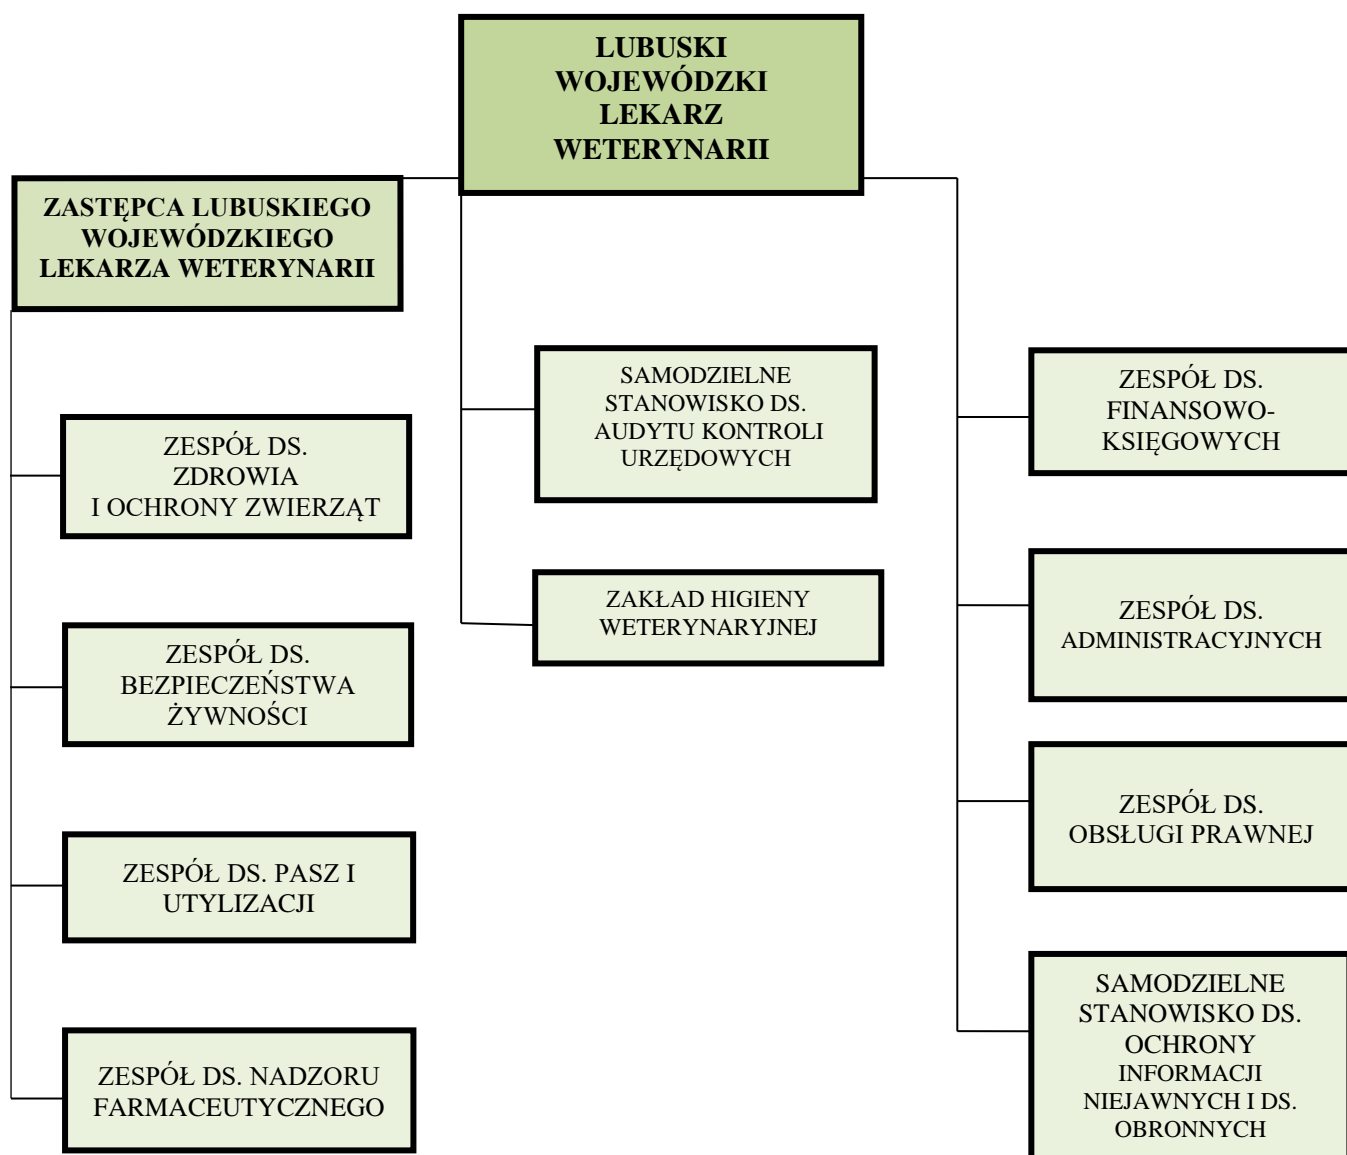 LUBUSKI
WOJEWÓDZKI
LEKARZ
WETERYNARII
ZASTĘPCA LUBUSKIEGO
WOJEWÓDZKIEGO
LEKARZA WETERYNARII
ZESPÓŁ DS.
ZDROWIA
I OCHRONY ZWIERZĄT
ZESPÓŁ DS.
BEZPIECZEŃSTWA
ŻYWNOŚCI
ZESPÓŁ DS. PASZ I
UTYLIZACJI
ZESPÓŁ DS. NADZORU
FARMACEUTYCZNEGO
SAMODZIELNE
STANOWISKO DS.
AUDYTU KONTROLI
URZĘDOWYCH
ZAKŁAD HIGIENY
WETERYNARYJNEJ
ZESPÓŁ DS.
FINANSOWO-
KSIĘGOWYCH
ZESPÓŁ DS.
ADMINISTRACYJNYCH
ZESPÓŁ DS.
OBSŁUGI PRAWNEJ
SAMODZIELNE
STANOWISKO DS.
OCHRONY
INFORMACJI
NIEJAWNYCH I DS.
OBRONNYCH